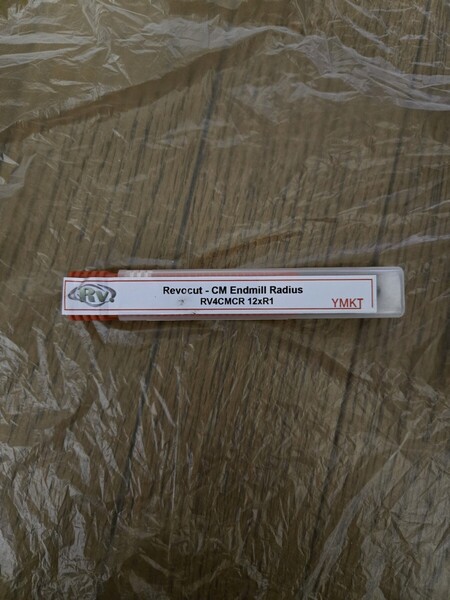 RV
Revocut - CM Endmill Radius
RV4CMCR 12xR1
YMKT